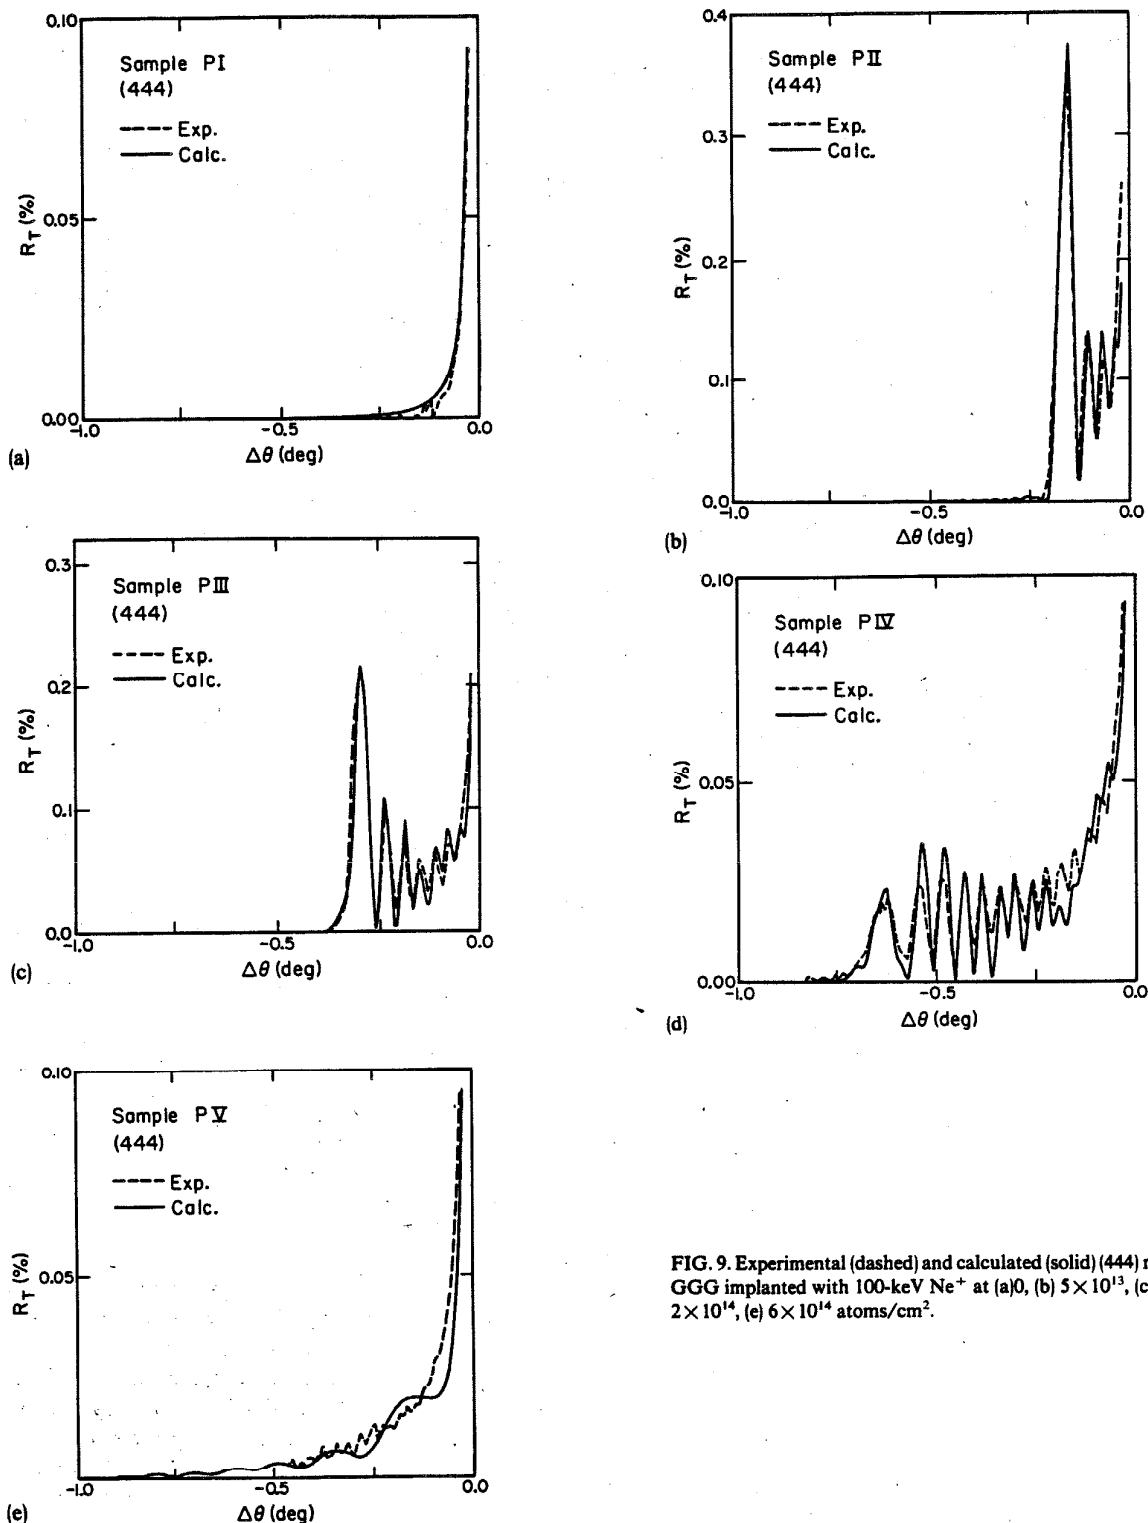 0.10
Sample PI
(444)
Exp.
Calc.
0.05
R_T (%)
0.00
-1.0
-0.5
0.0
Δθ (deg)
(a)
0.4
Sample PII
(444)
Exp.
Calc.
0.3
0.2
R_T (%)
0.1
0.0
-1.0
-0.5
0.0
Δθ (deg)
(b)
0.3
Sample PIII
(444)
Exp.
Calc.
0.2
R_T (%)
0.1
0.0
-1.0
-0.5
0.0
Δθ (deg)
(c)
0.10
Sample PIV
(444)
Exp.
Calc.
0.05
R_T (%)
0.00
-1.0
-0.5
0.0
Δθ (deg)
(d)
0.10
Sample PV
(444)
Exp.
Calc.
0.05
R_T (%)
-1.0
-0.5
0.0
Δθ (deg)
(e)
FIG. 9. Experimental (dashed) and calculated (solid) (444)
GGG implanted with 100-keV Ne⁺ at (a)0, (b) 5×10¹³, (c
2×10¹⁴, (e) 6×10¹⁴ atoms/cm².